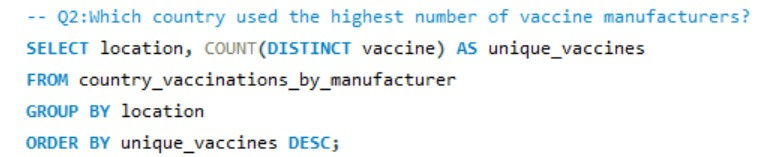 -- Q2:Which country used the highest number of vaccine manufacturers?
SELECT location, COUNT(DISTINCT vaccine) AS unique_vaccines
FROM country_vaccinations_by_manufacturer
GROUP BY location
ORDER BY unique_vaccines DESC;